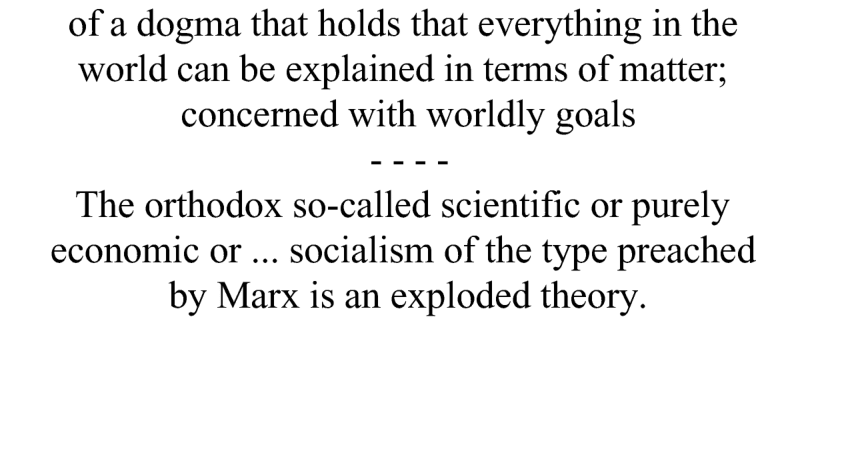 of a dogma that holds that everything in the
world can be explained in terms of matter;
concerned with worldly goals
- - - -
The orthodox so-called scientific or purely
economic or ... socialism of the type preached
by Marx is an exploded theory.